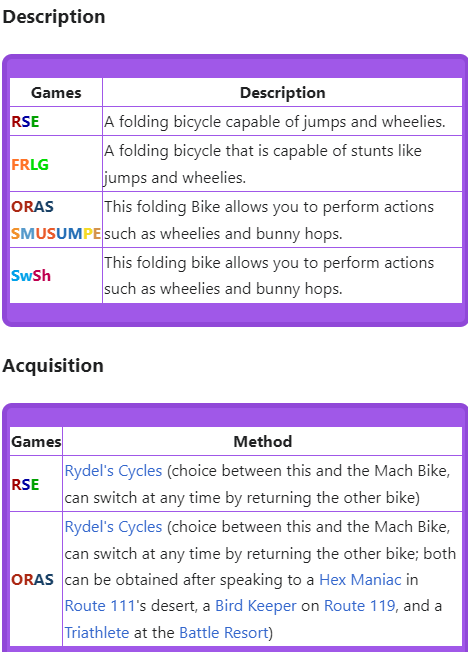 Description
Games Description
RSE A folding bicycle capable of jumps and wheelies.
FRLG A folding bicycle that is capable of stunts like
jumps and wheelies.
ORAS This folding Bike allows you to perform actions
SMUSUMPE such as wheelies and bunny hops.
SwSh This folding bike allows you to perform actions
such as wheelies and bunny hops.
Acquisition
Games Method
RSE Rydel's Cycles (choice between this and the Mach Bike,
can switch at any time by returning the other bike)
ORAS Rydel's Cycles (choice between this and the Mach Bike,
can switch at any time by returning the other bike; both
can be obtained after speaking to a Hex Maniac in
Route 111's desert, a Bird Keeper on Route 119, and a
Triathlete at the Battle Resort)